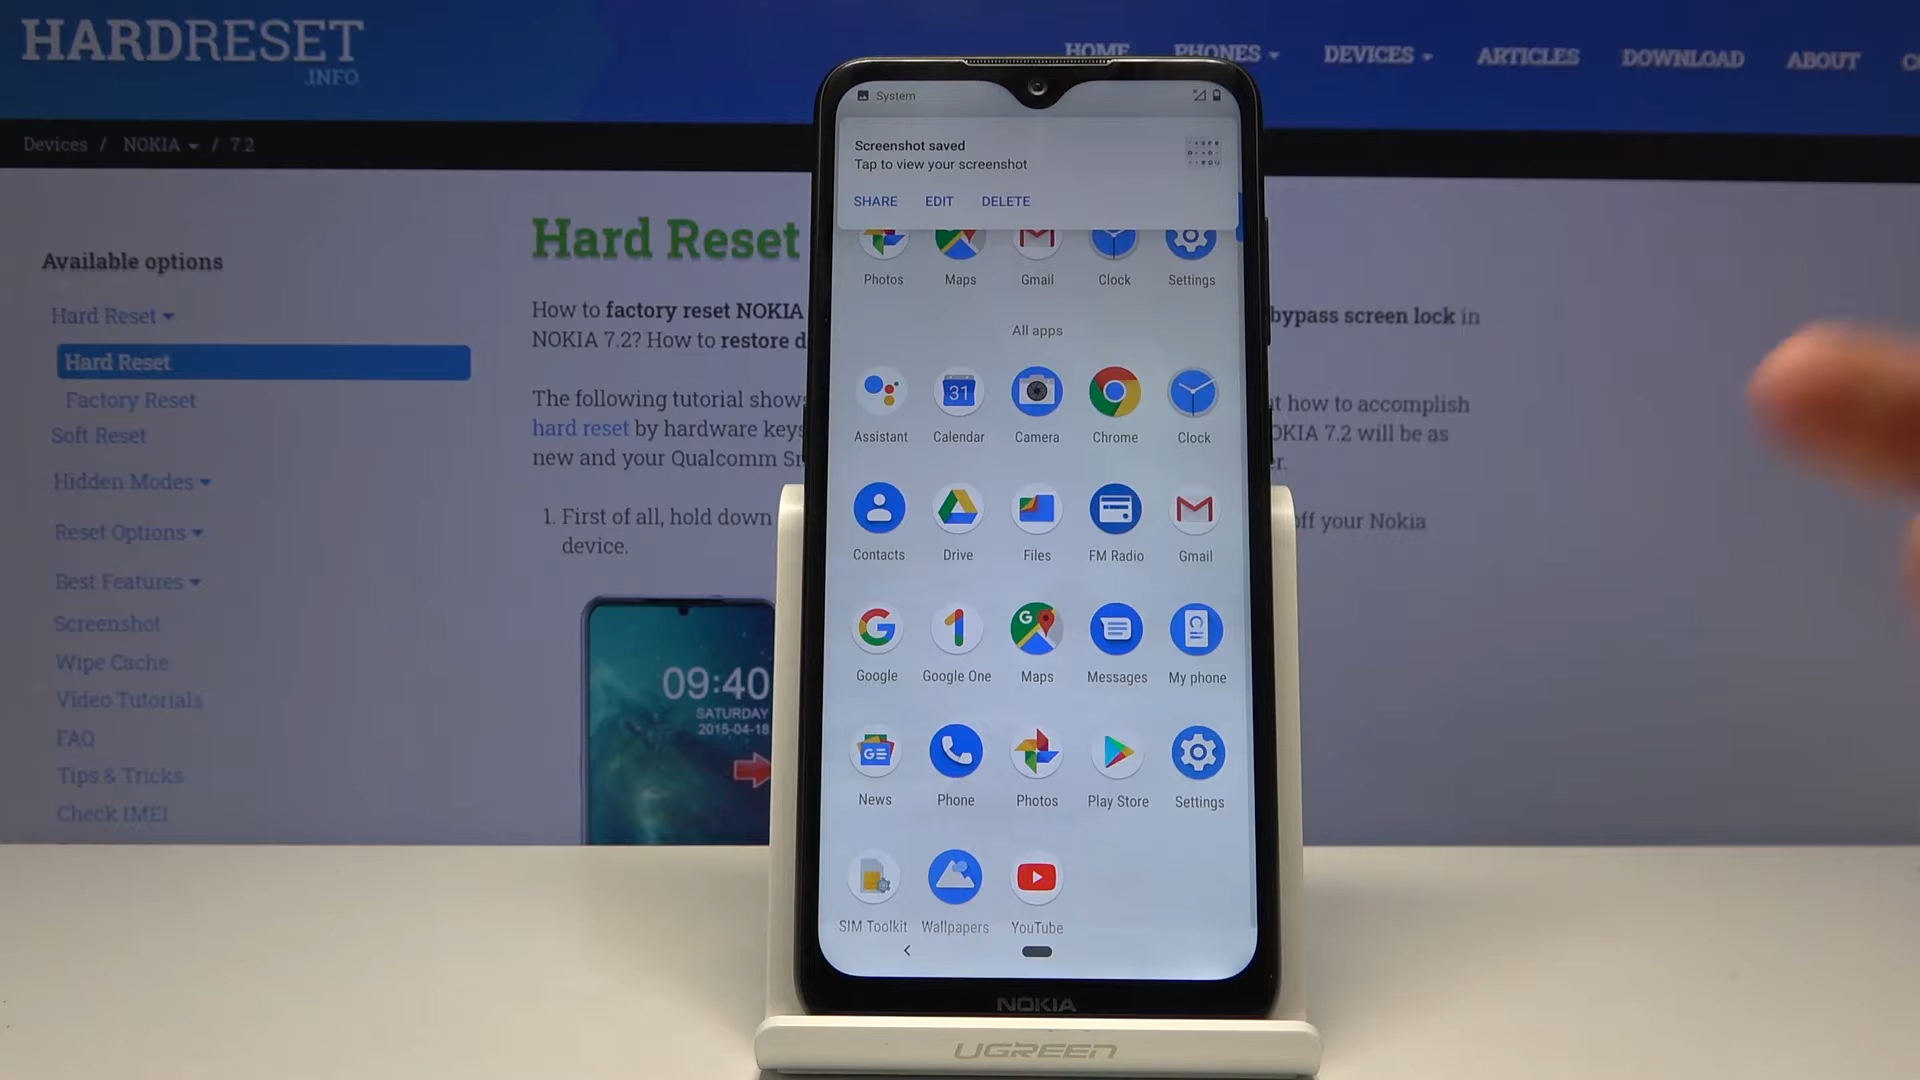 HARDRESET
.INFO
HOME PHONES DEVICES ARTICLES DOWNLOAD ABOUT
Devices / NOKIA / 7.2
Available options
Hard Reset
Hard Reset
Factory Reset
Soft Reset
Hidden Modes
Reset Options
Best Features
Screenshot
Wipe Cache
Video Tutorials
FAQ
Tips & Tricks
Check IMEI
Hard Reset
How to factory reset NOKIA
bypass screen lock in
NOKIA 7.2? How to restore
The following tutorial shows
how to accomplish
hard reset by hardware keys
7.2 will be as
new and your Qualcomm
1. First of all, hold down
off your Nokia
device.
09:40
SATURDAY
2015-04-18
System
Screenshot saved
Tap to view your screenshot
SHARE EDIT DELETE
Photos Maps Gmail Clock Settings
All apps
31
Assistant Calendar Camera Chrome Clock
Contacts Drive Files FM Radio Gmail
Google Google One Maps Messages My phone
News Phone Photos Play Store Settings
SIM Toolkit Wallpapers YouTube
NOKIA
UGREEN